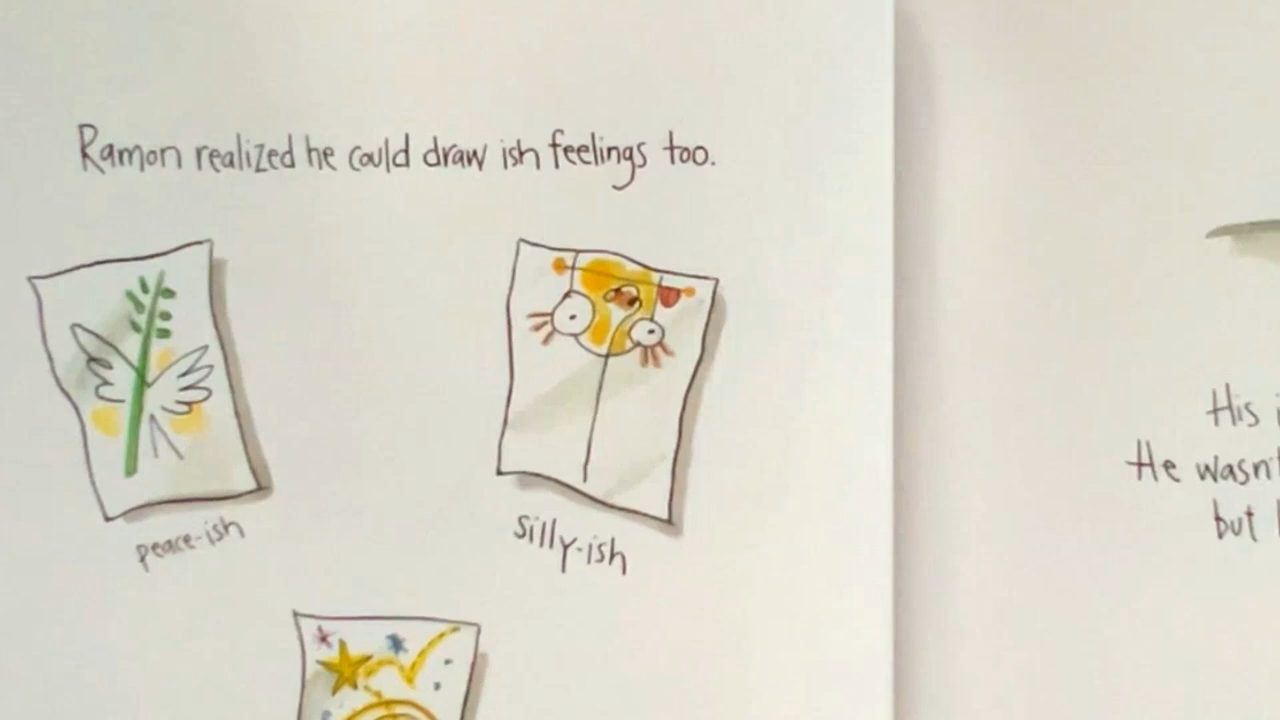 Ramon realized he could draw ish feelings too.
peace-ish
silly-ish
His
He wasn't
but